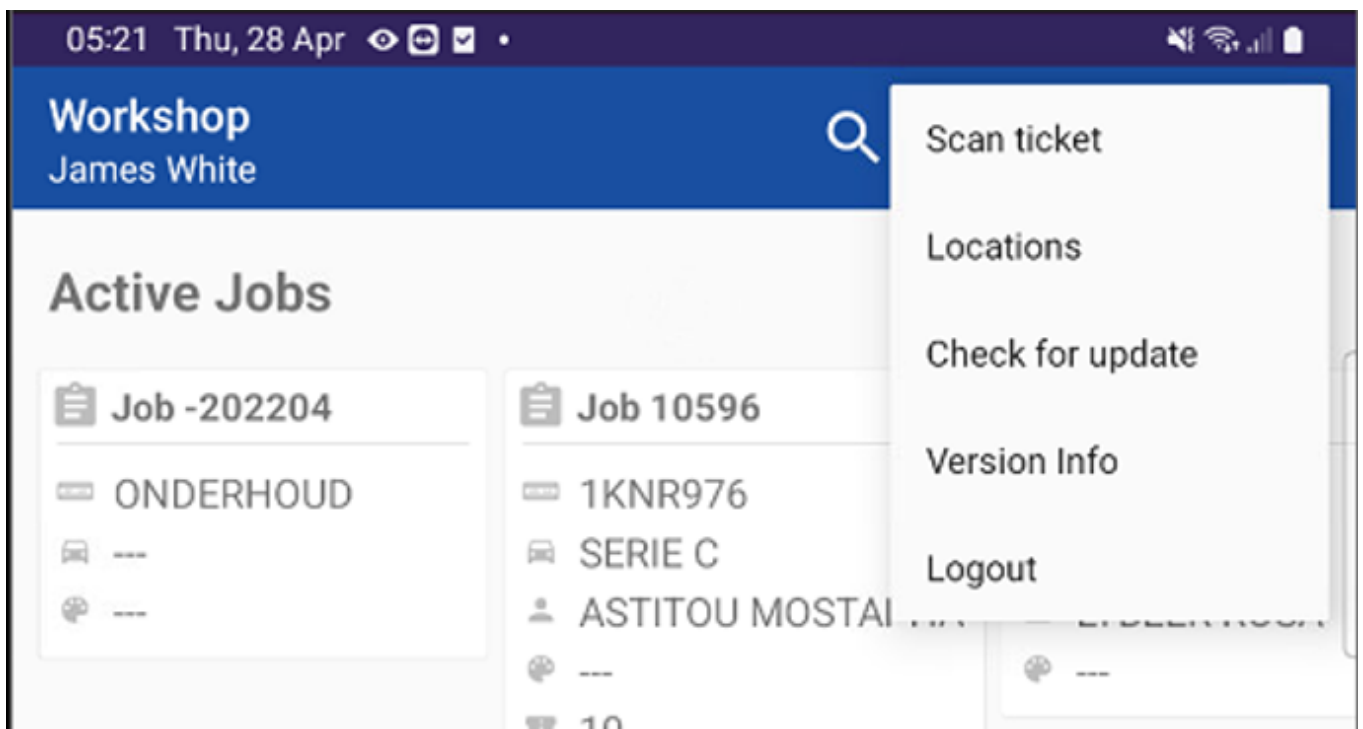 05:21 Thu, 28 Apr
Workshop
James White
Scan ticket
Locations
Check for update
Version Info
Logout
Active Jobs
Job -202204
ONDERHOUD
---
---
Job 10596
1KNR976
SERIE C
ASTITOU
---
10
---